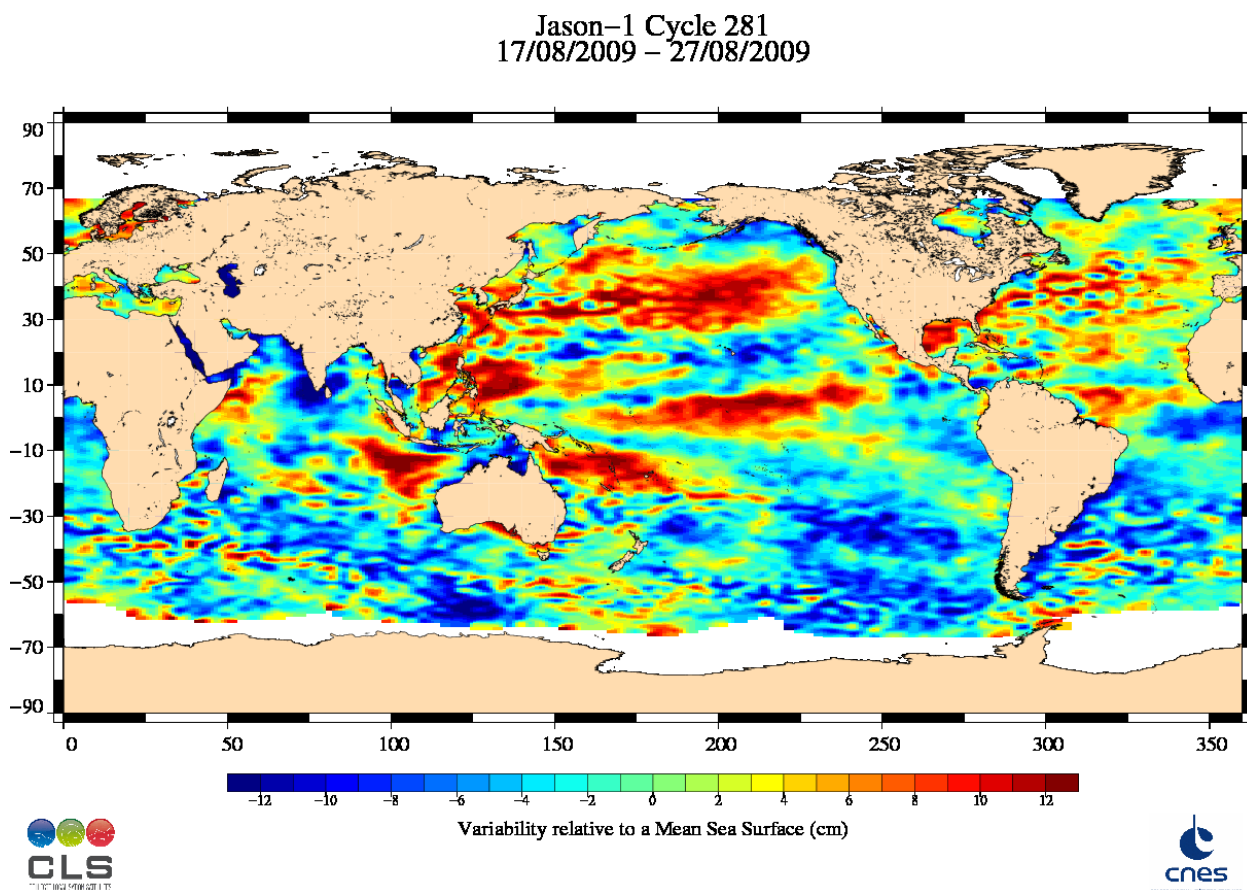 Jason−1 Cycle 281
17/08/2009 − 27/08/2009
90
70
50
30
10
−10
−30
−50
−70
−90
0 50 100 150 200 250 300 350
−12 −10 −8 −6 −4 −2 0 2 4 6 8 10 12
Variability relative to a Mean Sea Surface (cm)
CLS
cnes